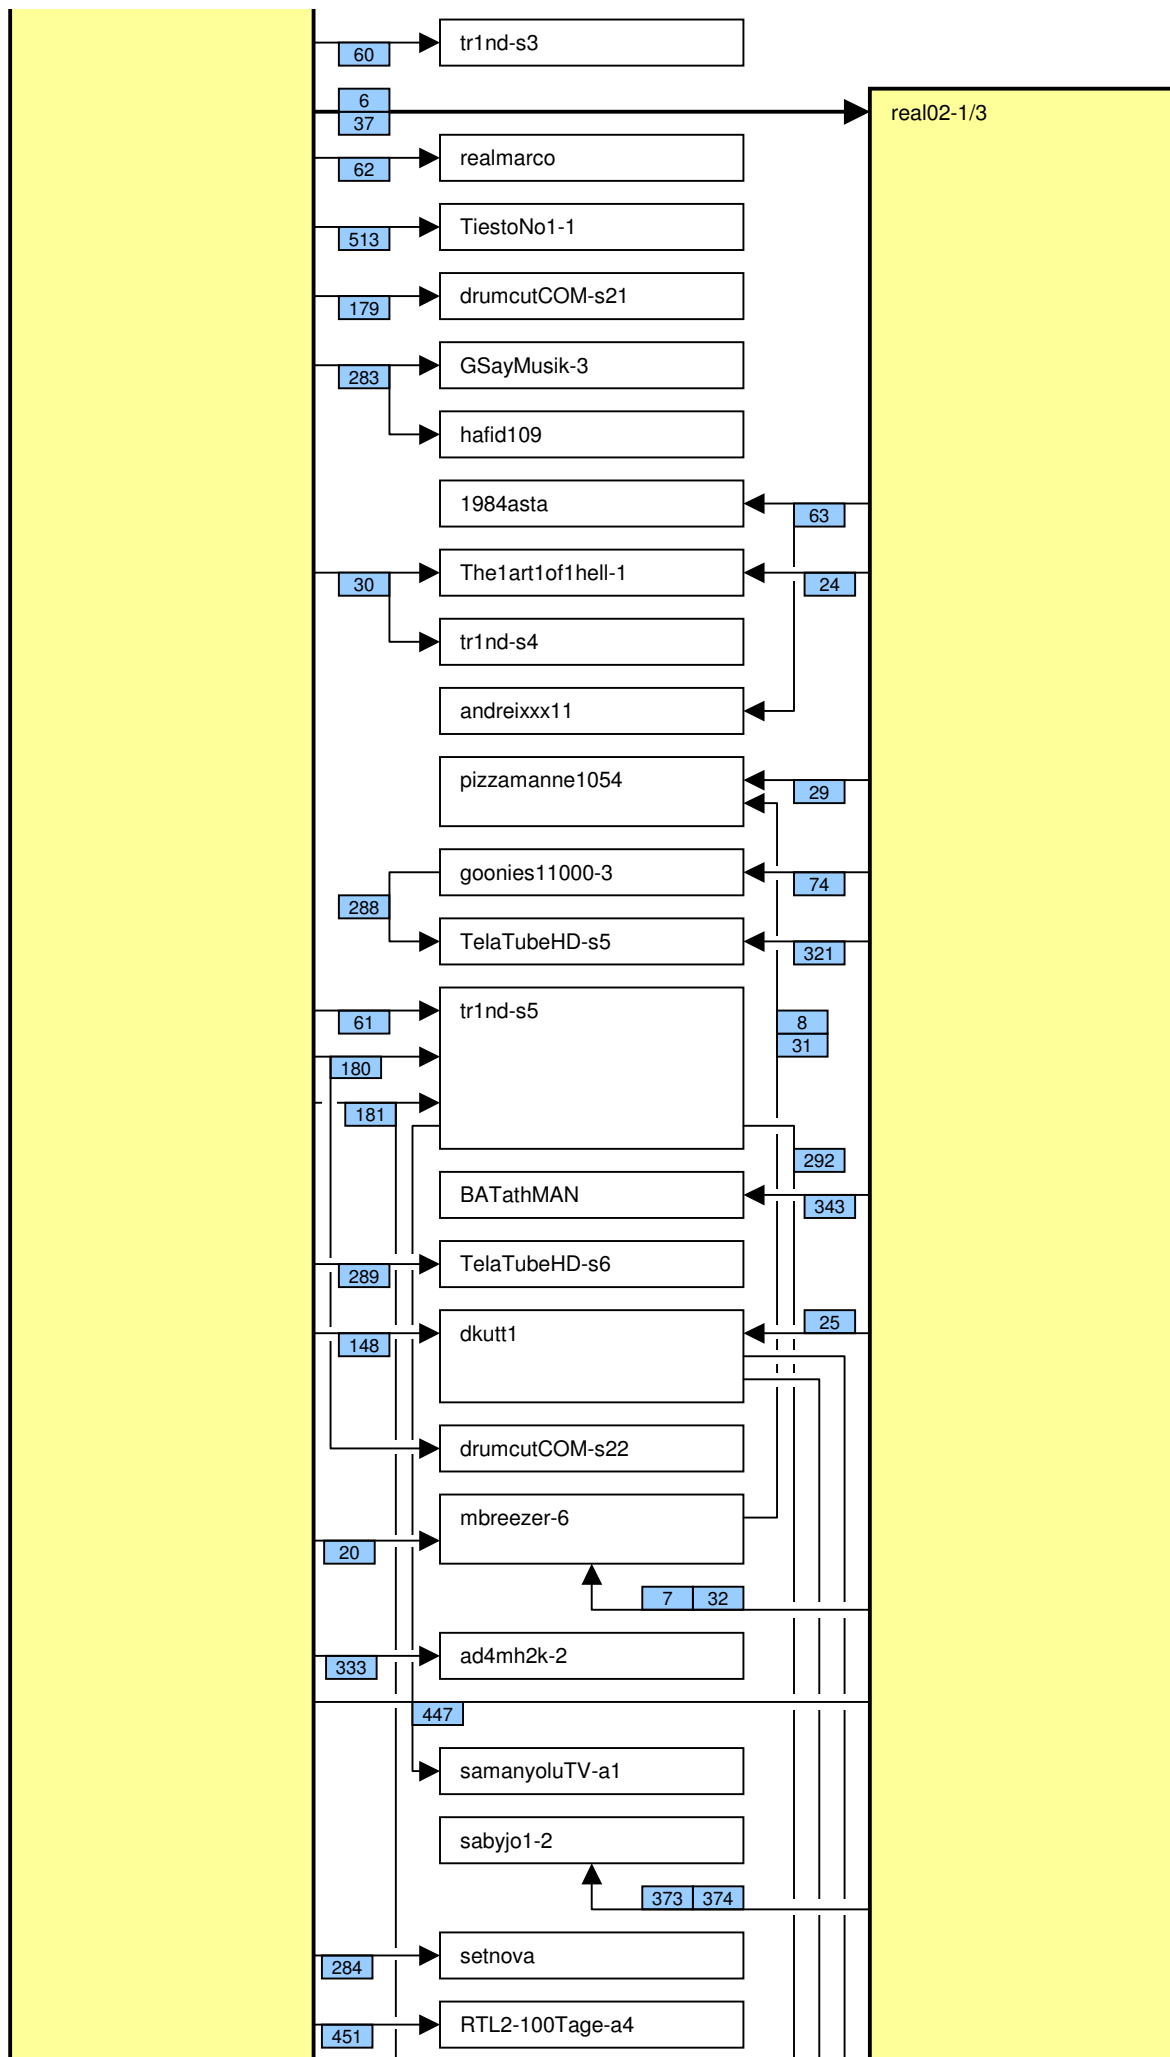 tr1nd-s3
60
6
37
real02-1/3
realmarco
62
TiestoNo1-1
513
drumcutCOM-s21
179
GSayMusik-3
283
hafid109
1984asta
63
The1art1of1hell-1
30
24
tr1nd-s4
andreixxx11
pizzamanne1054
29
goonies11000-3
74
288
TelaTubeHD-s5
321
tr1nd-s5
61
8
31
180
181
292
BATathMAN
343
TelaTubeHD-s6
289
25
dkutt1
148
drumcutCOM-s22
mbreezer-6
20
7 32
ad4mh2k-2
333
447
samanyoluTV-a1
sabyjo1-2
373 374
setnova
284
RTL2-100Tage-a4
451